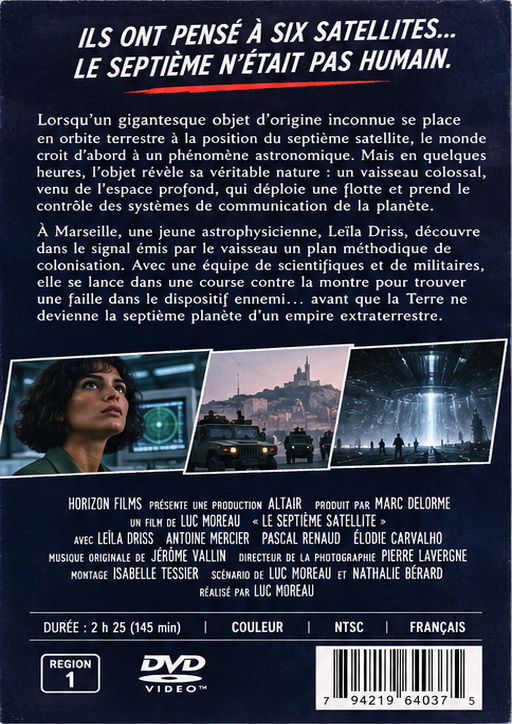 ILS ONT PENSÉ À SIX SATELLITES...
LE SEPTIÈME N'ÉTAIT PAS HUMAIN.
Lorsqu'un gigantesque objet d'origine inconnue se place
en orbite terrestre à la position du septième satellite, le monde
croit d'abord à un phénomène astronomique. Mais en quelques
heures, l'objet révèle sa véritable nature : un vaisseau colossal,
venu de l'espace profond, qui déploie une flotte et prend le
contrôle des systèmes de communication de la planète.
À Marseille, une jeune astrophysicienne, Leïla Driss, découvre
dans le signal émis par le vaisseau un plan méthodique de
colonisation. Avec une équipe de scientifiques et de militaires,
elle se lance dans une course contre la montre pour trouver
une faille dans le dispositif ennemi... avant que la Terre ne
devienne la septième planète d'un empire extraterrestre.
HORIZON FILMS PRÉSENTE UNE PRODUCTION ALTAIR PRODUIT PAR MARC DELORME
UN FILM DE LUC MOREAU « LE SEPTIÈME SATELLITE »
AVEC LEÏLA DRISS ANTOINE MERCIER PASCAL RENAUD ÉLODIE CARVALHO
MUSIQUE ORIGINALE DE JÉRÔME VALLIN DIRECTEUR DE LA PHOTOGRAPHIE PIERRE LAVERGNE
MONTAGE ISABELLE TESSIER SCÉNARIO DE LUC MOREAU ET NATHALIE BÉRARD
RÉALISÉ PAR LUC MOREAU
DURÉE : 2 h 25 (145 min) | COULEUR | NTSC | FRANÇAIS
REGION
1
DVD
VIDEO™
7 94219 64037 5